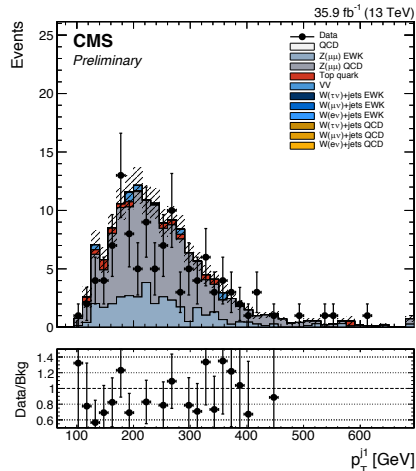 35.9 fb⁻¹ (13 TeV)
Events
CMS
Preliminary
Data
QCD
Z(μμ) EWK
Z(μμ) QCD
Top quark
VV
W(τν)+jets EWK
W(μν)+jets EWK
W(eν)+jets EWK
W(τν)+jets QCD
W(μν)+jets QCD
W(eν)+jets QCD
25
20
15
10
5
0
Data/Bkg
1.4
1.2
1.0
0.8
0.6
100 200 300 400 500 600
p_T^{j1} [GeV]